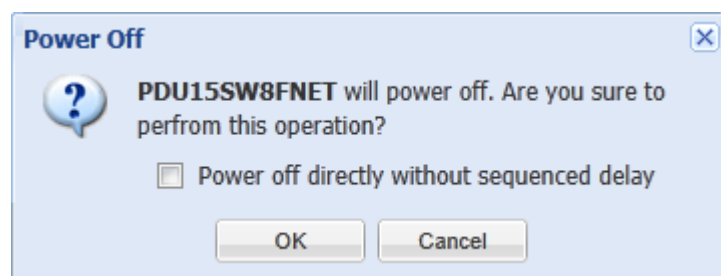 Power Off
PDU15SW8FNET will power off. Are you sure to
perfrom this operation?
Power off directly without sequenced delay
OK Cancel